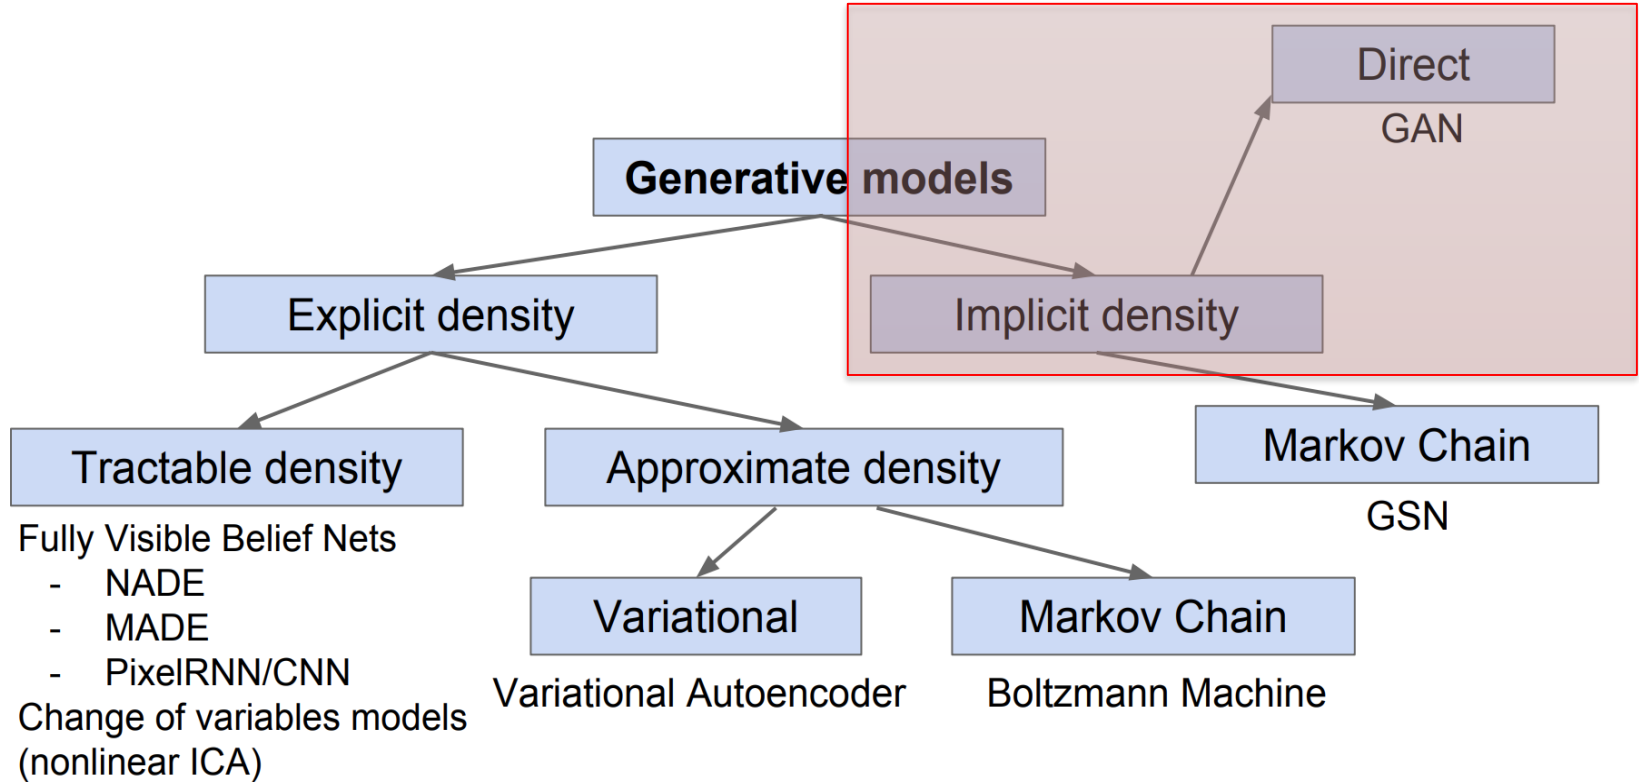 Direct
GAN
Generative models
Explicit density
Implicit density
Tractable density
Approximate density
Markov Chain
GSN
Fully Visible Belief Nets
- NADE
- MADE
- PixelRNN/CNN
Change of variables models
(nonlinear ICA)
Variational
Variational Autoencoder
Markov Chain
Boltzmann Machine